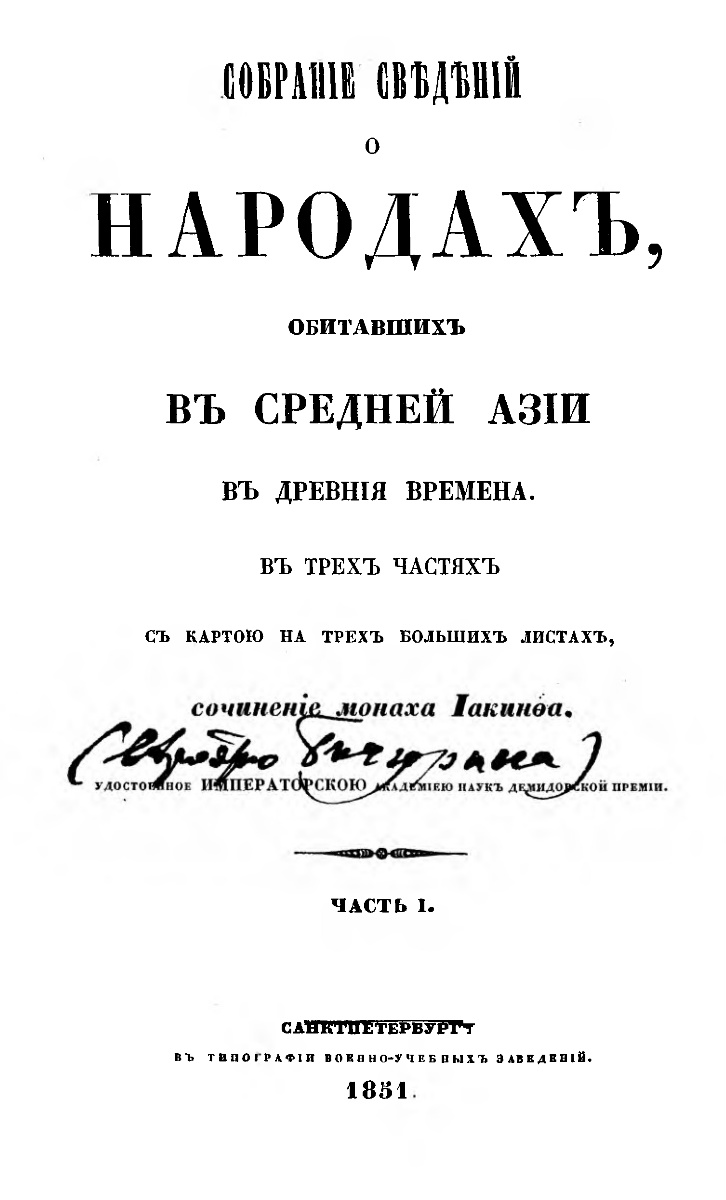 СОБРАНІЕ СВѢДѢНІЙ
О
НАРОДАХЪ,
ОБИТАВШИХЪ
ВЪ СРЕДНЕЙ АЗІИ
ВЪ ДРЕВНІЯ ВРЕМЕНА.
ВЪ ТРЕХЪ ЧАСТЯХЪ
СЪ КАРТОЮ НА ТРЕХЪ БОЛЬШИХЪ ЛИСТАХЪ,
сочиненіе монаха Іакинѳа.
Бичурина)
УДОСТОЕННОЕ ИМПЕРАТОРСКОЮ АКАДЕМІЕЮ НАУКЪ ДЕМИДОВСКОЙ ПРЕМІИ.
ЧАСТЬ I.
САНКТПЕТЕРБУРГЪ
ВЪ ТИПОГРАФІИ ВОЕННО-УЧЕБНЫХЪ ЗАВЕДЕНІЙ.
1851.